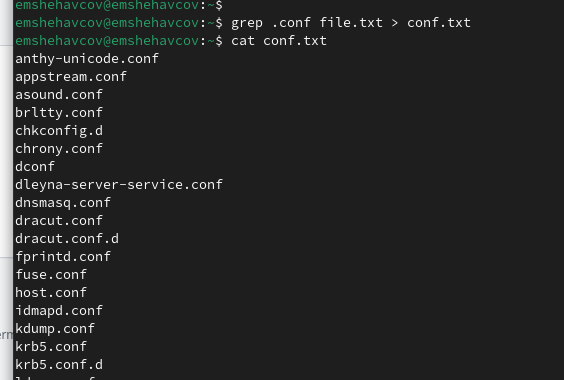 emshehavcov@emshehavcov:~$
emshehavcov@emshehavcov:~$ grep .conf file.txt > conf.txt
emshehavcov@emshehavcov:~$ cat conf.txt
anthy-unicode.conf
appstream.conf
asound.conf
brltty.conf
chkconfig.d
chrony.conf
dconf
dleyna-server-service.conf
dnsmasq.conf
dracut.conf
dracut.conf.d
fprintd.conf
fuse.conf
host.conf
idmapd.conf
kdump.conf
krb5.conf
krb5.conf.d